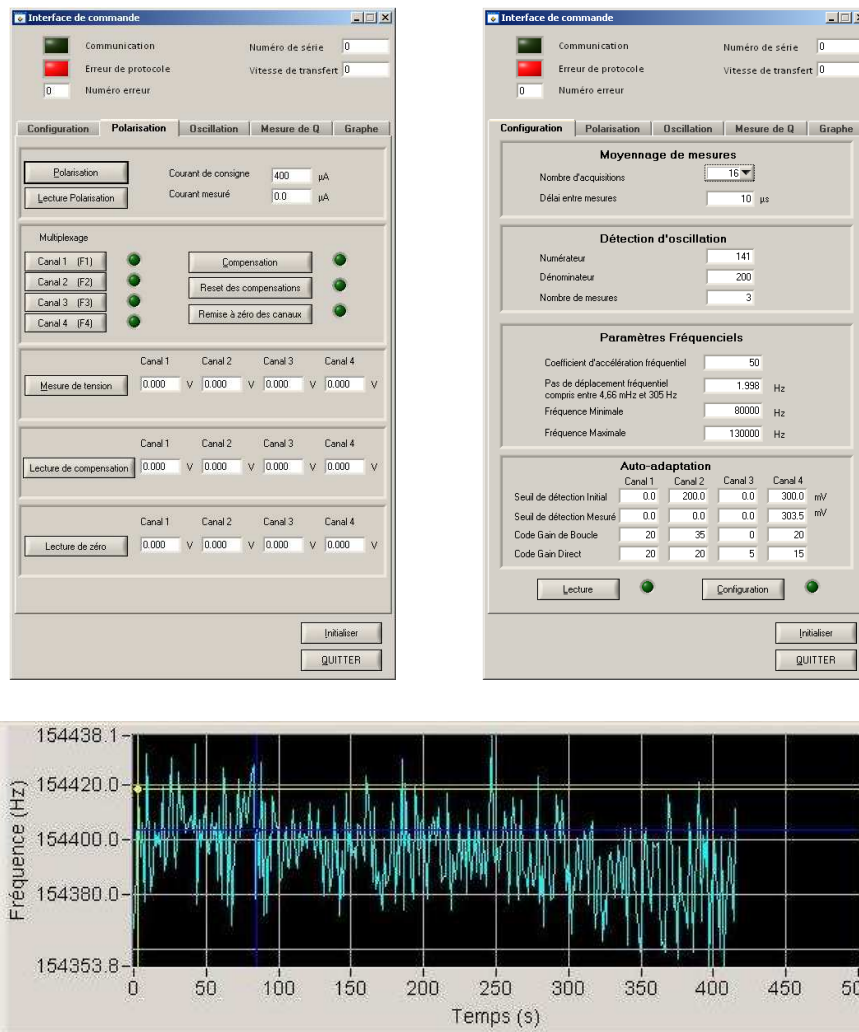 Interface de commande
Communication
Numéro de série 0
Erreur de protocole
Vitesse de transfert 0
0 Numéro erreur
Configuration Polarisation Oscillation Mesure de Q Graphe
Polarisation
Courant de consigne 400 µA
Lecture Polarisation
Courant mesuré 0.0 µA
Multiplexage
Canal 1 (F1)
Compensation
Canal 2 (F2)
Reset des compensations
Canal 3 (F3)
Remise à zéro des canaux
Canal 4 (F4)
Canal 1 Canal 2 Canal 3 Canal 4
Mesure de tension 0.000 V 0.000 V 0.000 V 0.000 V
Canal 1 Canal 2 Canal 3 Canal 4
Lecture de compensation 0.000 V 0.000 V 0.000 V 0.000 V
Canal 1 Canal 2 Canal 3 Canal 4
Lecture de zéro 0.000 V 0.000 V 0.000 V 0.000 V
Initialiser
QUITTER
Interface de commande
Communication
Numéro de série 0
Erreur de protocole
Vitesse de transfert 0
0 Numéro erreur
Configuration Polarisation Oscillation Mesure de Q Graphe
Moyennage de mesures
Nombre d'acquisitions 16
Délai entre mesures 10 µs
Détection d'oscillation
Numérateur 141
Dénominateur 200
Nombre de mesures 3
Paramètres Fréquenciels
Coefficient d'accélération fréquentiel 50
Pas de déplacement fréquentiel
compris entre 4,66 mHz et 305 Hz 1.998 Hz
Fréquence Minimale 80000 Hz
Fréquence Maximale 130000 Hz
Auto-adaptation
Canal 1 Canal 2 Canal 3 Canal 4
Seuil de détection Initial 0.0 200.0 0.0 300.0 mV
Seuil de détection Mesuré 0.0 0.0 0.0 303.5 mV
Code Gain de Boucle 20 35 0 20
Code Gain Direct 20 20 5 15
Lecture Configuration
Initialiser
QUITTER
154438.1
154420.0
154400.0
154380.0
154353.8
Fréquence (Hz)
0 50 100 150 200 250 300 350 400 450 50
Temps (s)